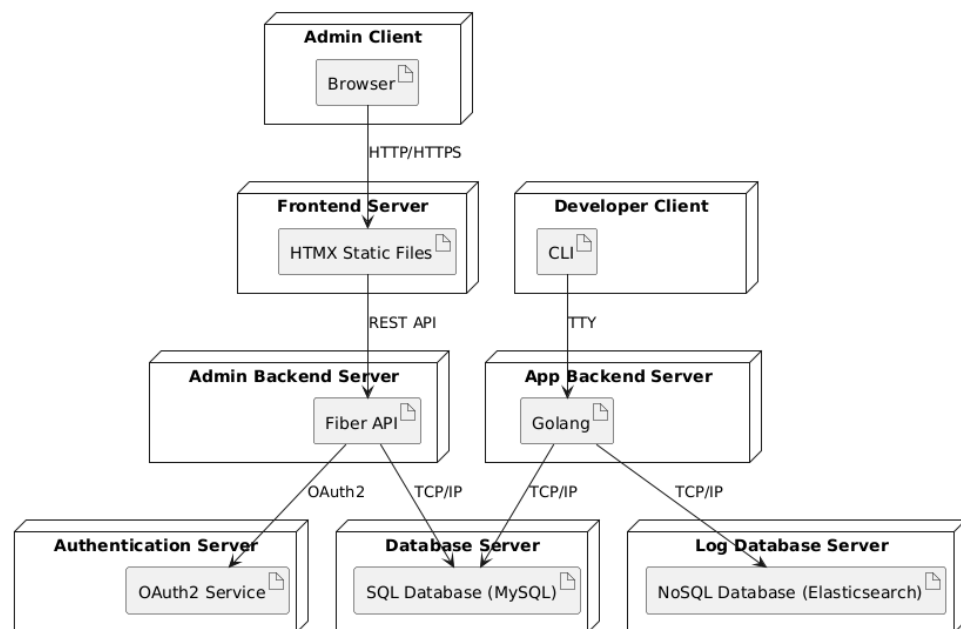 Admin Client
Browser
HTTP/HTTPS
Frontend Server
Developer Client
HTMX Static Files
CLI
REST API
TTY
Admin Backend Server
App Backend Server
Fiber API
Golang
OAuth2
TCP/IP
TCP/IP
TCP/IP
Authentication Server
Database Server
Log Database Server
OAuth2 Service
SQL Database (MySQL)
NoSQL Database (Elasticsearch)